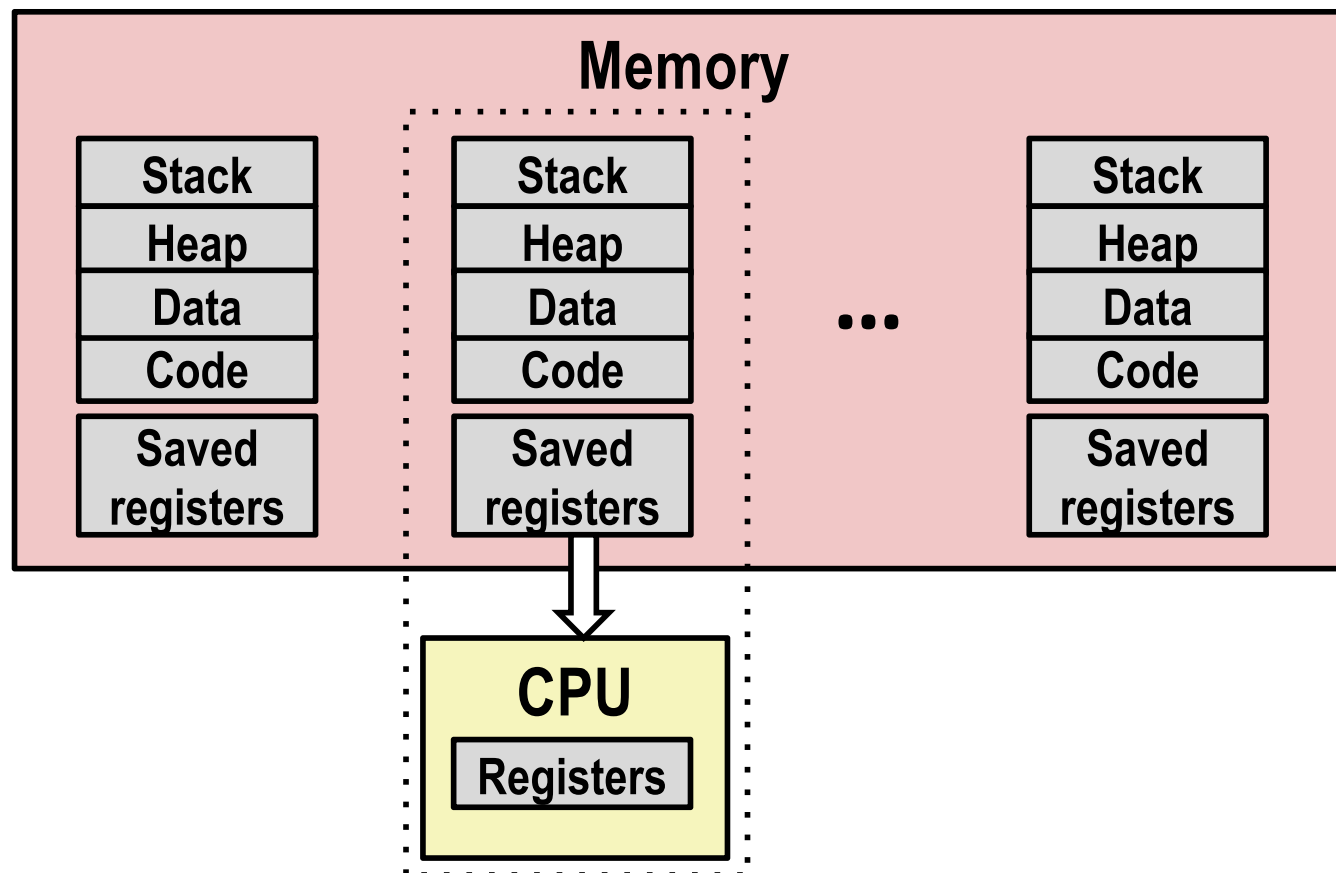 Memory
Stack
Heap
Data
Code
Saved
registers
Stack
Heap
Data
Code
Saved
registers
...
Stack
Heap
Data
Code
Saved
registers
CPU
Registers